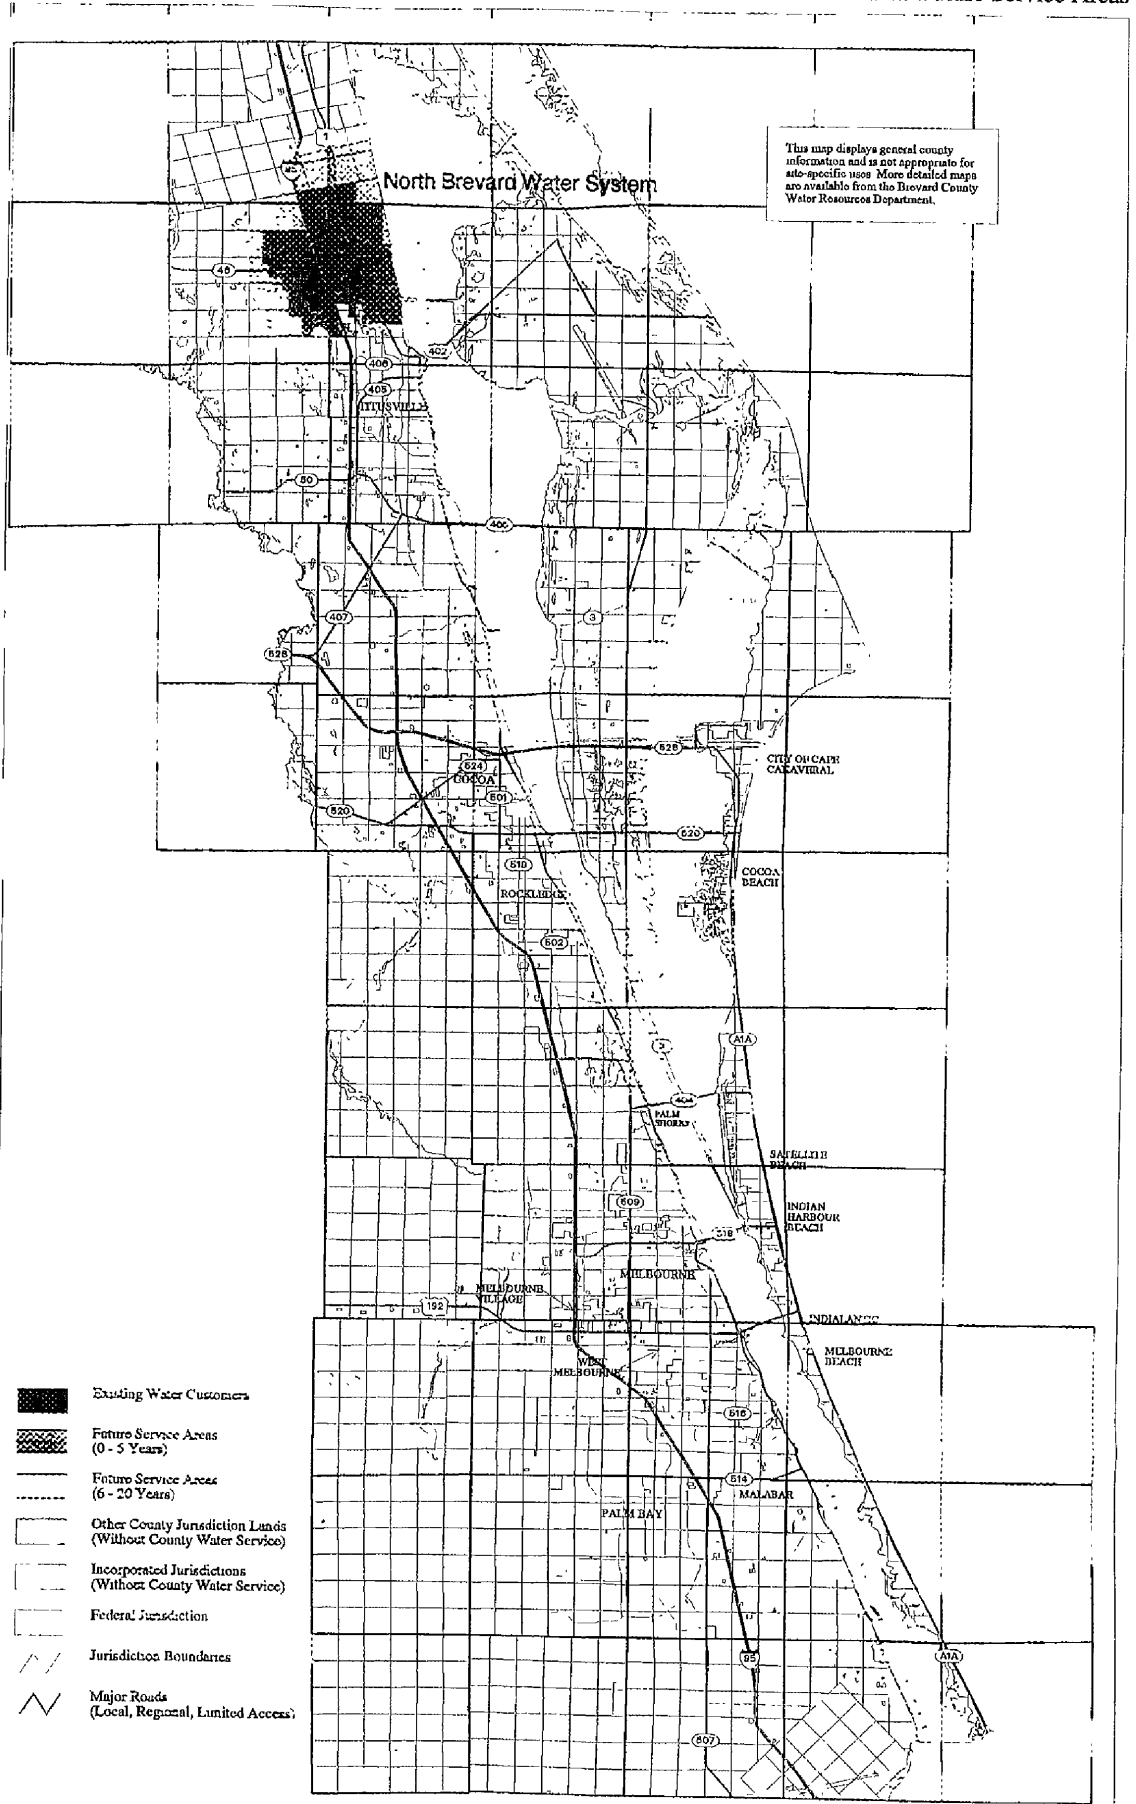 Service Areas
This map displays general county
information and is not appropriate for
site-specific uses More detailed maps
are available from the Brevard County
Water Resources Department.
1
95
North Brevard Water System
46
402
406
405
TITUSVILLE
50
405
407
3
528
528
CITY OF CAPE
CANAVERAL
524
COCOA
501
520
520
519
COCOA
BEACH
ROCKLEDGE
502
3
A1A
404
PALM
SHORES
SATELLITE
BEACH
509
INDIAN
HARBOUR
BEACH
518
MELBOURNE
MELBOURNE
VILLAGE
192
INDIALANTIC
MELBOURNE
BEACH
WEST
MELBOURNE
516
514
MALABAR
PALM BAY
95
A1A
507
Existing Water Customers
Future Service Areas
(0 - 5 Years)
Future Service Areas
(6 - 20 Years)
Other County Jurisdiction Lands
(Without County Water Service)
Incorporated Jurisdictions
(Without County Water Service)
Federal Jurisdiction
Jurisdiction Boundaries
Major Roads
(Local, Regional, Limited Access)